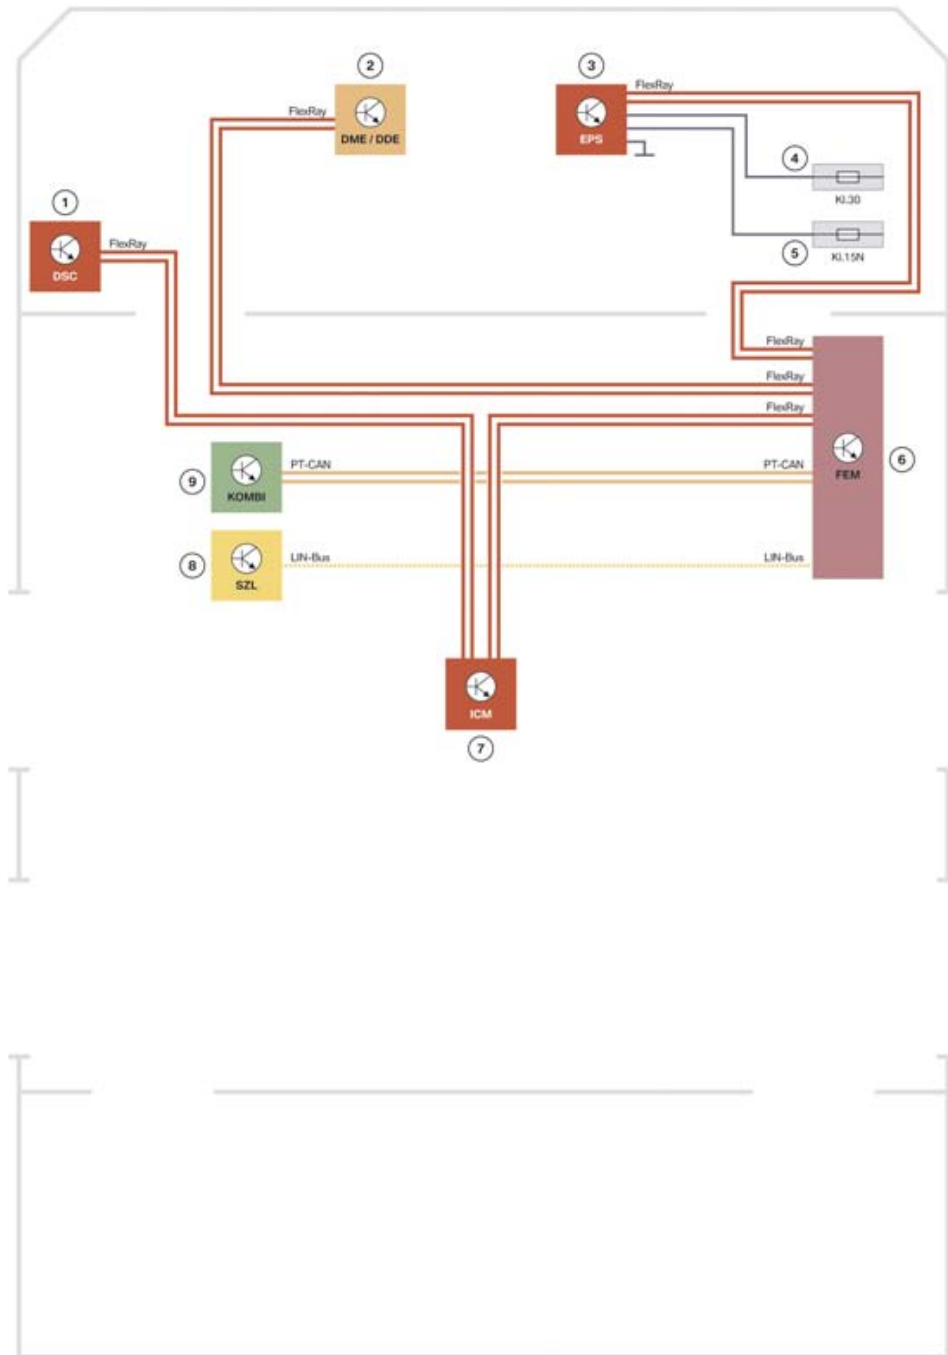 2
3
FlexRay
FlexRay
DME / DDE
EPS
4
Kl.30
1
FlexRay
DSC
5
Kl.15N
FlexRay
FlexRay
FlexRay
9
KOMBI
PT-CAN
PT-CAN
FEM
6
8
SZL
LIN-Bus
LIN-Bus
ICM
7